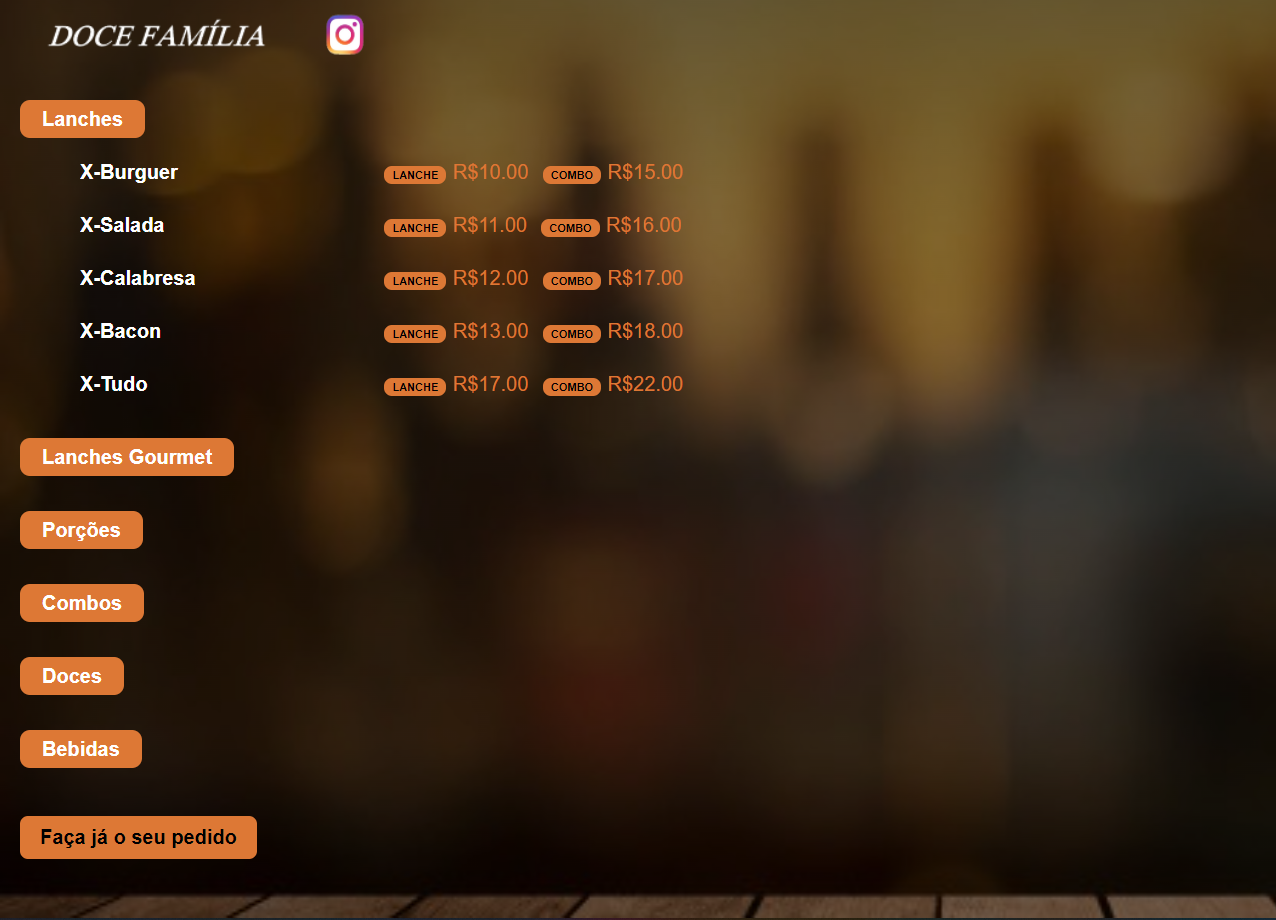 DOCE FAMÍLIA
Lanches
X-Burguer LANCHE R$10.00 COMBO R$15.00
X-Salada LANCHE R$11.00 COMBO R$16.00
X-Calabresa LANCHE R$12.00 COMBO R$17.00
X-Bacon LANCHE R$13.00 COMBO R$18.00
X-Tudo LANCHE R$17.00 COMBO R$22.00
Lanches Gourmet
Porções
Combos
Doces
Bebidas
Faça já o seu pedido